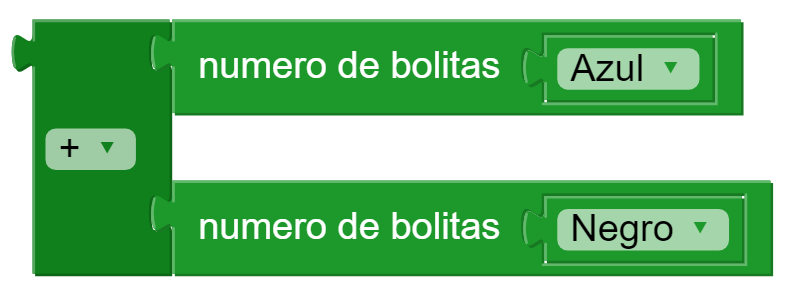 numero de bolitas Azul
+
numero de bolitas Negro